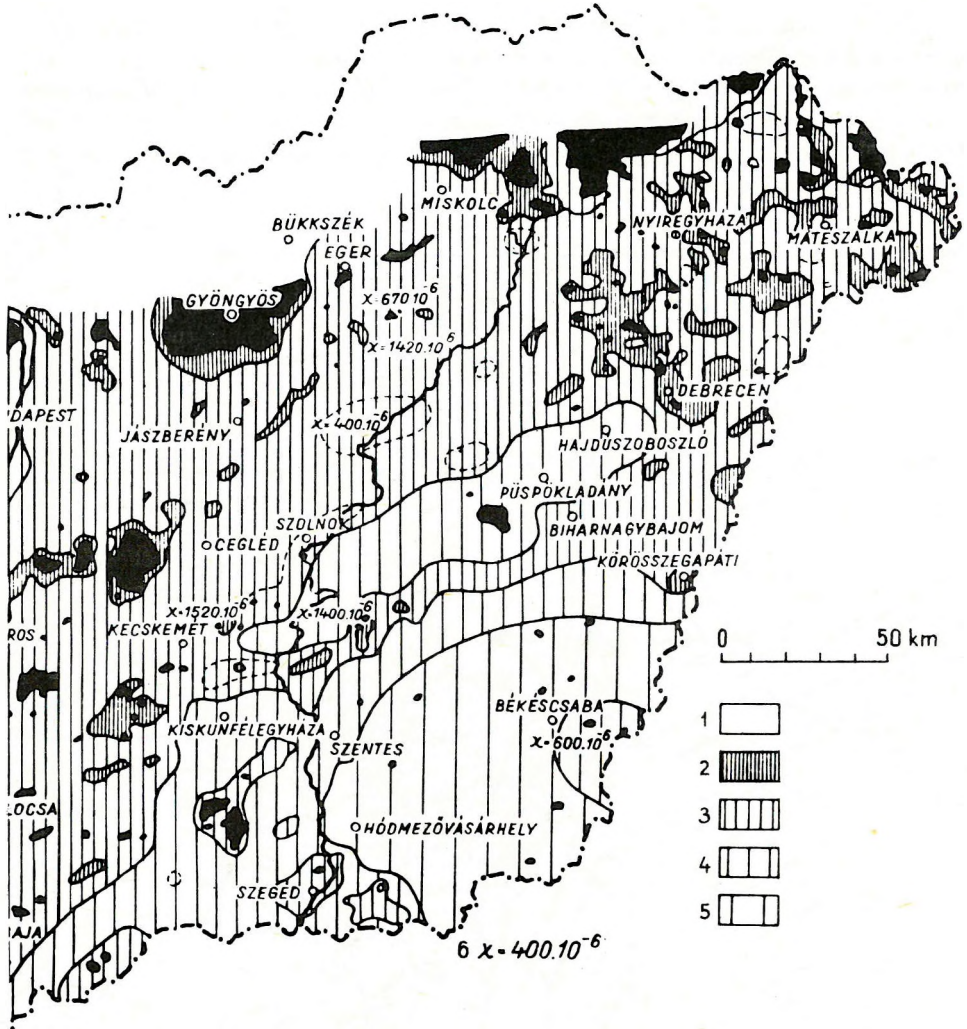 MISKOLC
BÜKKSZÉK
NYIREGYHÁZA
MÁTÉSZALKA
EGER
GYÖNGYÖS
χ=670 10⁻⁶
χ=1420.10⁻⁶
DEBRECEN
DAPEST
JÁSZBERÉNY
χ=400.10⁻⁶
HAJDUSZOBOSZLÓ
PÜSPÖKLADÁNY
SZOLNOK
BIHARNAGYBAJOM
CEGLÉD
KÖRÖSSZEGAPÁTI
χ=1520.10⁻⁶
χ=1400.10⁻⁶
ROS
KECSKEMÉT
0 50 km
BÉKÉSCSABA
KISKUNFÉLEGYHÁZA
SZENTES
χ=600.10⁻⁶
1
2
3
4
5
LOCSA
HÓDMEZŐVÁSÁRHELY
SZEGED
AJA
6 χ=400.10⁻⁶